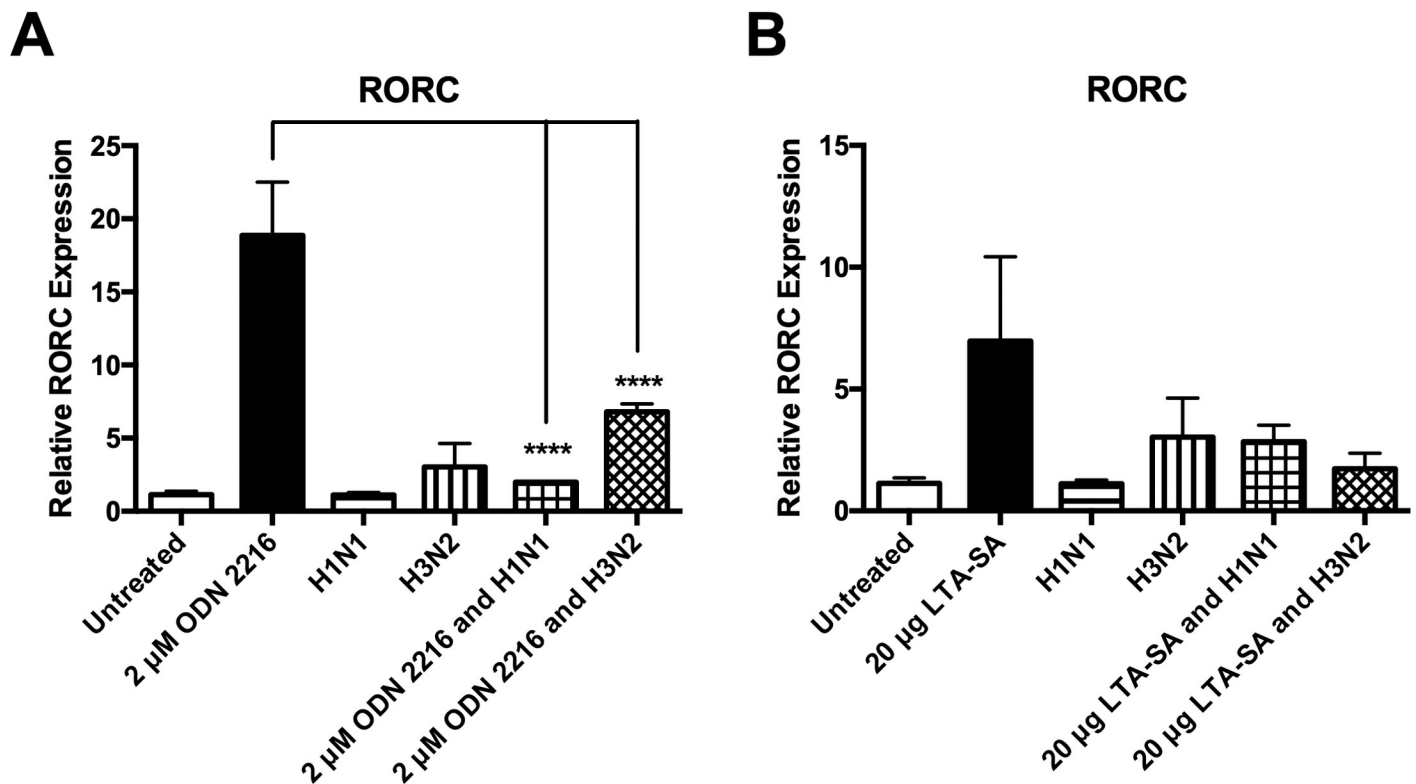 A
RORC
Relative RORC Expression
25
20
15
10
5
0
****
****
Untreated
2 µM ODN 2216
H1N1
H3N2
2 µM ODN 2216 and H1N1
2 µM ODN 2216 and H3N2
B
RORC
Relative RORC Expression
15
10
5
0
Untreated
20 µg LTA-SA
H1N1
H3N2
20 µg LTA-SA and H1N1
20 µg LTA-SA and H3N2